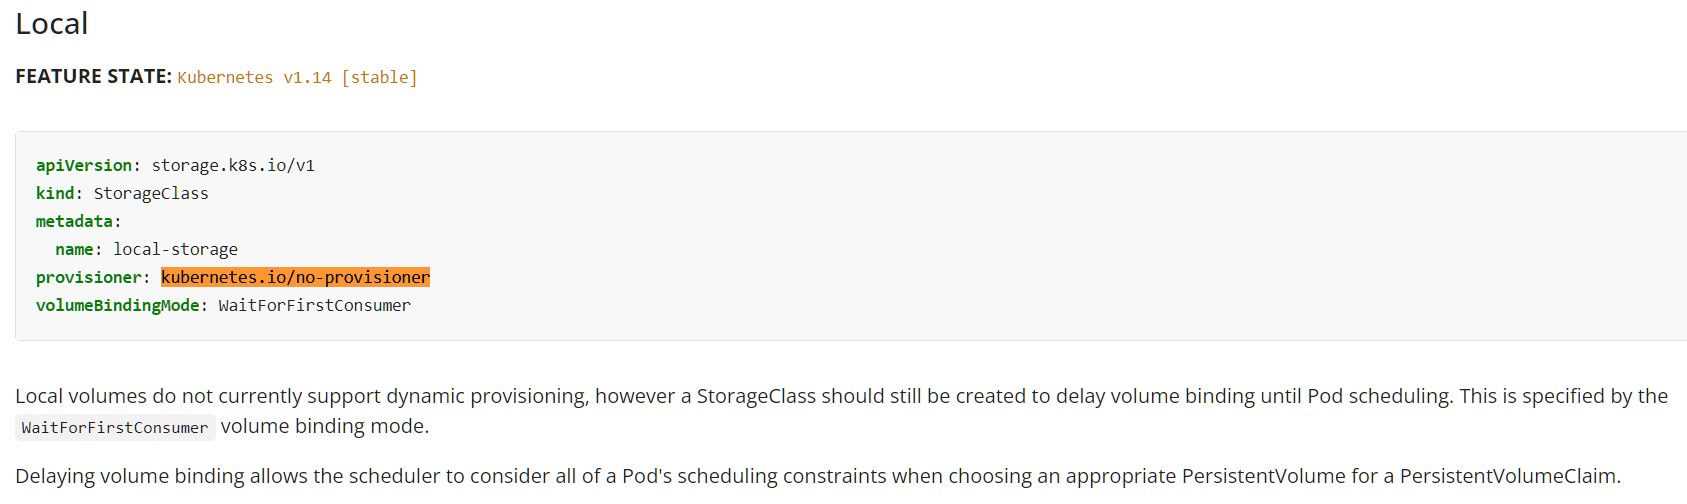 Local
FEATURE STATE: Kubernetes v1.14 [stable]
apiVersion: storage.k8s.io/v1
kind: StorageClass
metadata:
  name: local-storage
provisioner: kubernetes.io/no-provisioner
volumeBindingMode: WaitForFirstConsumer
Local volumes do not currently support dynamic provisioning, however a StorageClass should still be created to delay volume binding until Pod scheduling. This is specified by the
WaitForFirstConsumer volume binding mode.
Delaying volume binding allows the scheduler to consider all of a Pod's scheduling constraints when choosing an appropriate PersistentVolume for a PersistentVolumeClaim.